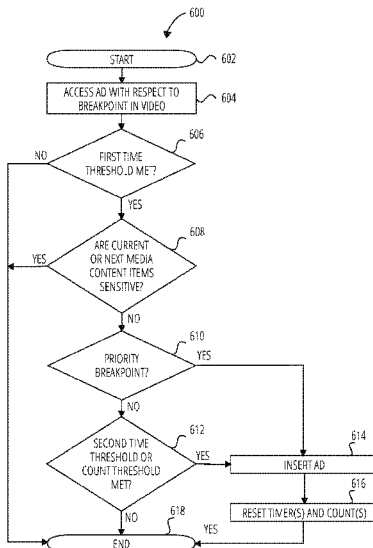 600
START
602
ACCESS AD WITH RESPECT TO
BREAKPOINT IN VIDEO
604
606
NO
FIRST TIME
THRESHOLD MET?
YES
608
YES
ARE CURRENT
OR NEXT MEDIA
CONTENT ITEMS
SENSITIVE?
NO
610
PRIORITY
BREAKPOINT?
YES
NO
612
SECOND TIME
THRESHOLD OR
COUNT THRESHOLD
MET?
YES
614
INSERT AD
616
RESET TIMER(S) AND COUNT(S)
NO
618
YES
END